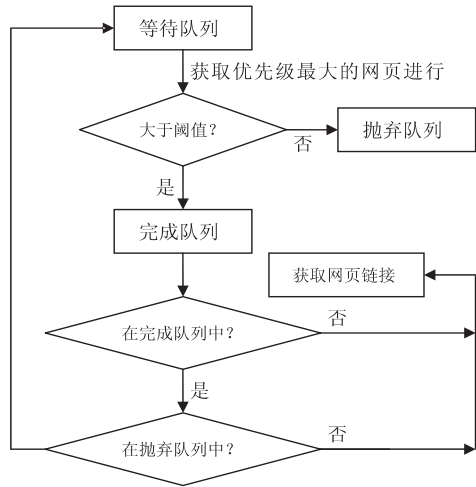 等待队列
获取优先级最大的网页进行
大于阈值?
否
抛弃队列
是
完成队列
获取网页链接
在完成队列中?
否
是
在抛弃队列中?
否